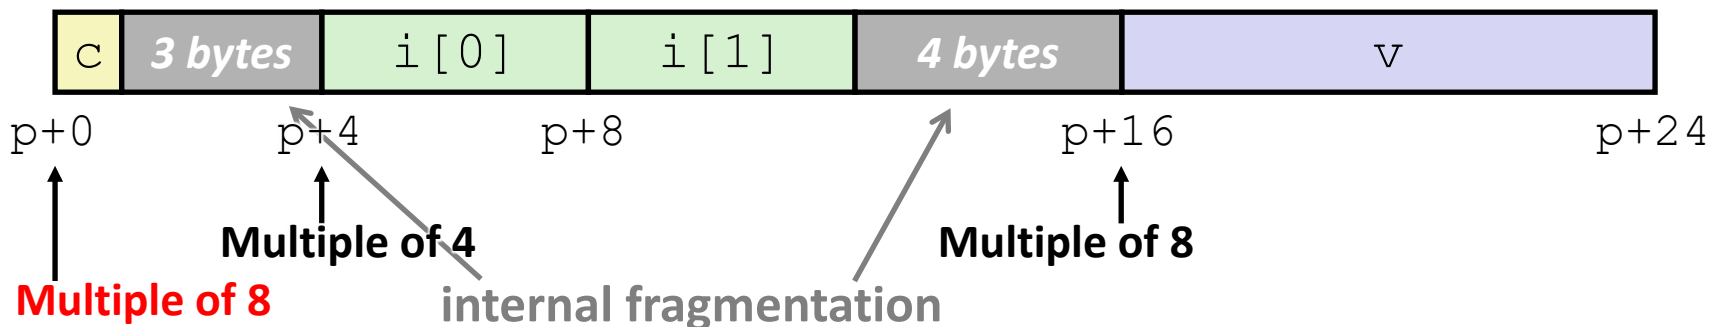 c 3 bytes i[0] i[1] 4 bytes v
p+0 p+4 p+8 p+16 p+24
Multiple of 4 Multiple of 8
Multiple of 8 internal fragmentation